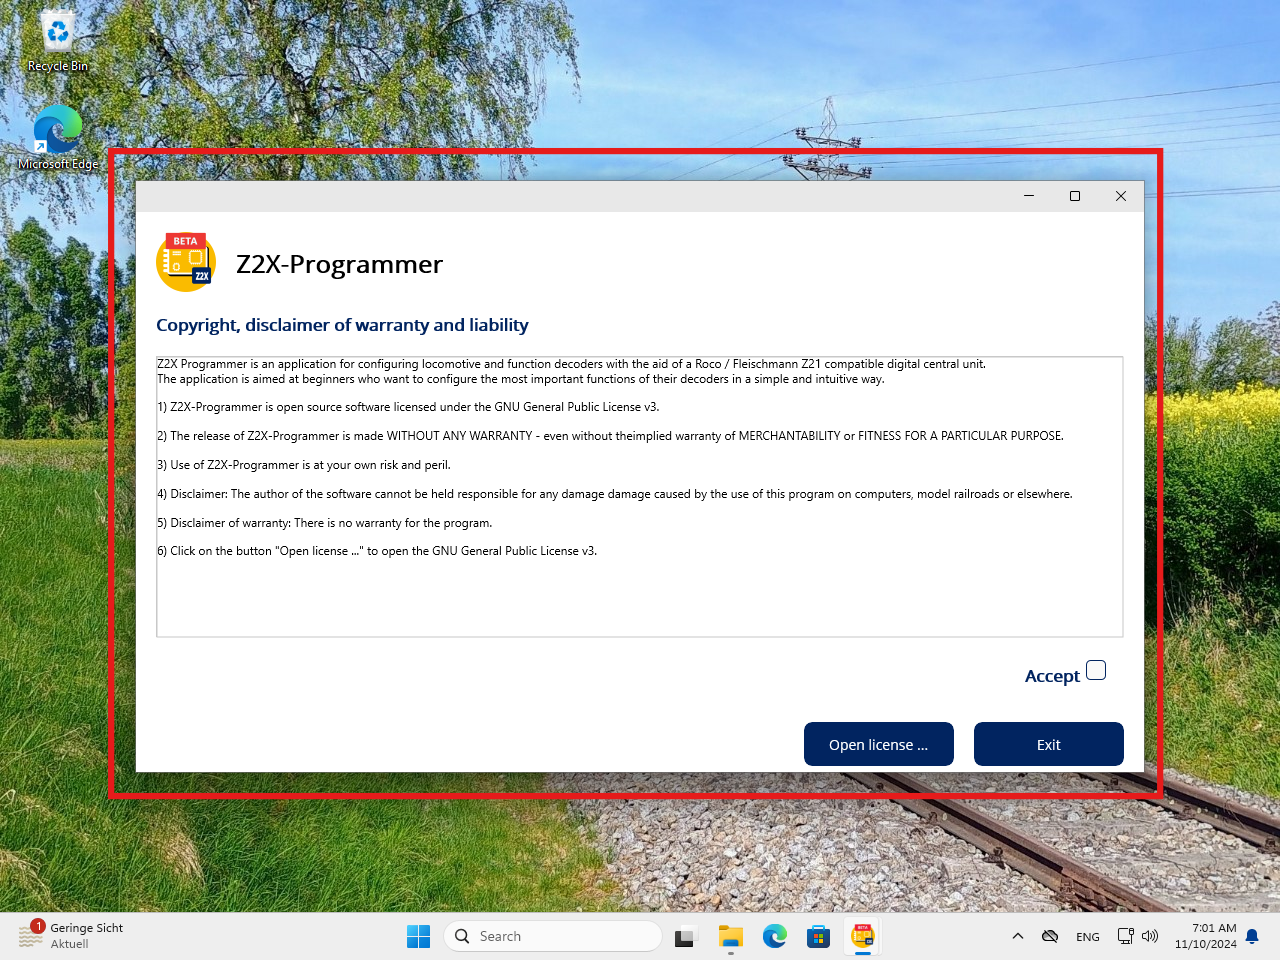 Recycle Bin
Microsoft Edge
BETA
Z2X
Z2X-Programmer
Copyright, disclaimer of warranty and liability
Z2X Programmer is an application for configuring locomotive and function decoders with the aid of a Roco / Fleischmann Z21 compatible digital central unit.
The application is aimed at beginners who want to configure the most important functions of their decoders in a simple and intuitive way.
1) Z2X-Programmer is open source software licensed under the GNU General Public License v3.
2) The release of Z2X-Programmer is made WITHOUT ANY WARRANTY - even without theimplied warranty of MERCHANTABILITY or FITNESS FOR A PARTICULAR PURPOSE.
3) Use of Z2X-Programmer is at your own risk and peril.
4) Disclaimer: The author of the software cannot be held responsible for any damage damage caused by the use of this program on computers, model railroads or elsewhere.
5) Disclaimer of warranty: There is no warranty for the program.
6) Click on the button "Open license ..." to open the GNU General Public License v3.
Accept
Open license ...
Exit
1
Geringe Sicht
Aktuell
Search
BETA
ENG
7:01 AM
11/10/2024